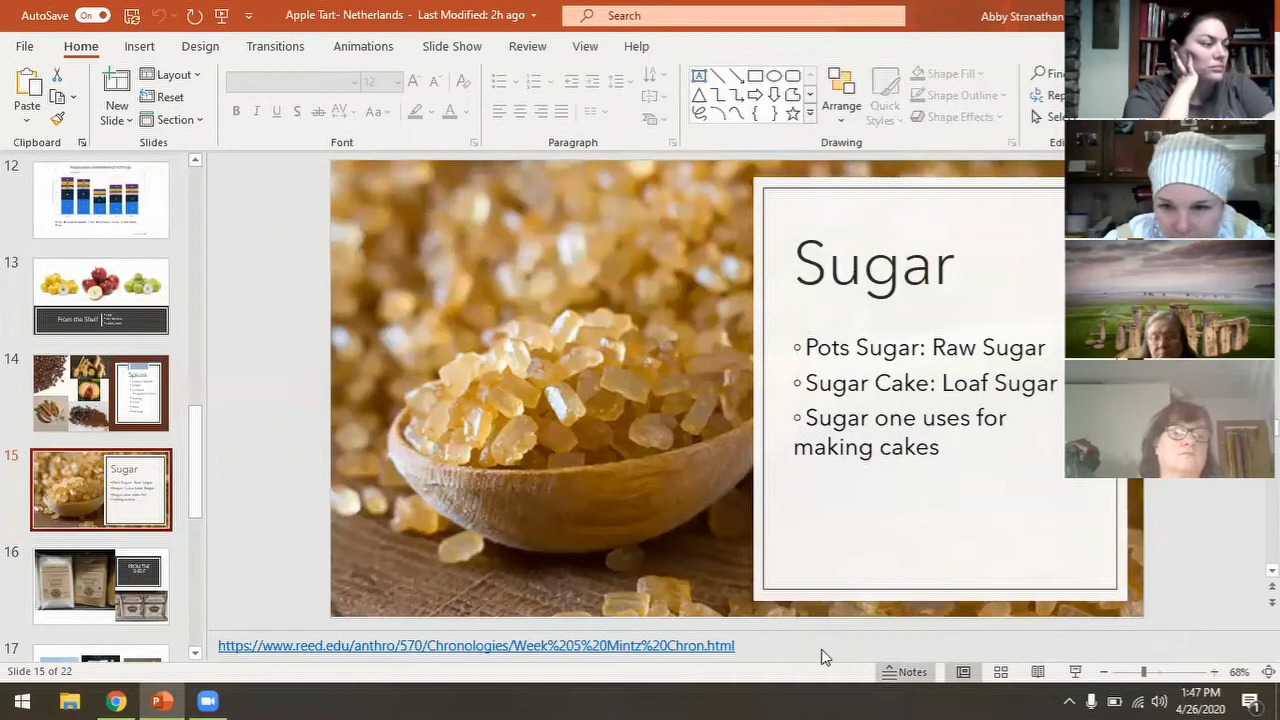 AutoSave On Apple Tart- Netherlands - Last Modified: 2h ago Search Abby Stranathan
File Home Insert Design Transitions Animations Slide Show Review View Help
Paste
New Slide
Layout
Reset
Section
12
Aa
Arrange
Quick Styles
Shape Fill
Shape Outline
Shape Effects
Clipboard Slides Font Paragraph Drawing
12
13
From the Shelf
14
Spices
15
Sugar
16
FROM THE SHELF
17
Sugar
Pots Sugar: Raw Sugar
Sugar Cake: Loaf Sugar
Sugar one uses for
making cakes
https://www.reed.edu/anthro/570/Chronologies/Week%205%20Mintz%20Chron.html
Slide 15 of 22 Notes 68%
1:47 PM
4/26/2020